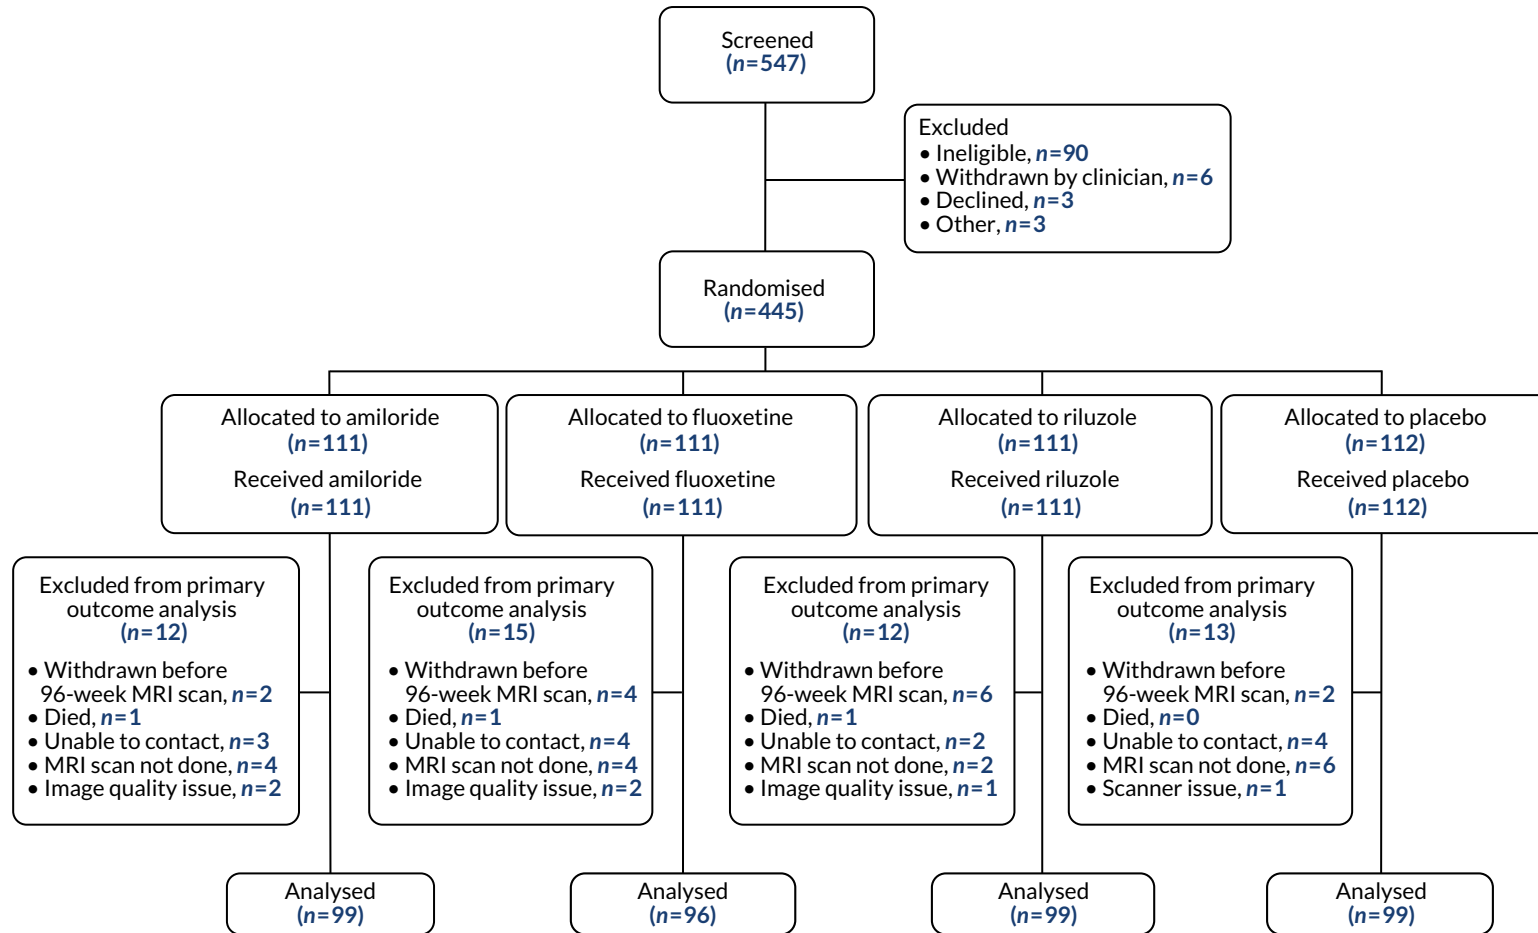 Screened
(n=547)
Excluded
• Ineligible, n=90
• Withdrawn by clinician, n=6
• Declined, n=3
• Other, n=3
Randomised
(n=445)
Allocated to amiloride
(n=111)
Received amiloride
(n=111)
Allocated to fluoxetine
(n=111)
Received fluoxetine
(n=111)
Allocated to riluzole
(n=111)
Received riluzole
(n=111)
Allocated to placebo
(n=112)
Received placebo
(n=112)
Excluded from primary
outcome analysis
(n=12)
• Withdrawn before
96-week MRI scan, n=2
• Died, n=1
• Unable to contact, n=3
• MRI scan not done, n=4
• Image quality issue, n=2
Excluded from primary
outcome analysis
(n=15)
• Withdrawn before
96-week MRI scan, n=4
• Died, n=1
• Unable to contact, n=4
• MRI scan not done, n=4
• Image quality issue, n=2
Excluded from primary
outcome analysis
(n=12)
• Withdrawn before
96-week MRI scan, n=6
• Died, n=1
• Unable to contact, n=2
• MRI scan not done, n=2
• Image quality issue, n=1
Excluded from primary
outcome analysis
(n=13)
• Withdrawn before
96-week MRI scan, n=2
• Died, n=0
• Unable to contact, n=4
• MRI scan not done, n=6
• Scanner issue, n=1
Analysed
(n=99)
Analysed
(n=96)
Analysed
(n=99)
Analysed
(n=99)